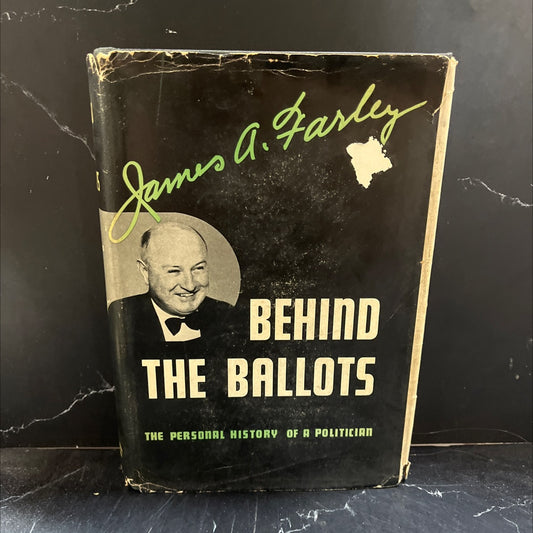 James A. Farley
BEHIND
THE BALLOTS
THE PERSONAL HISTORY OF A POLITICIAN